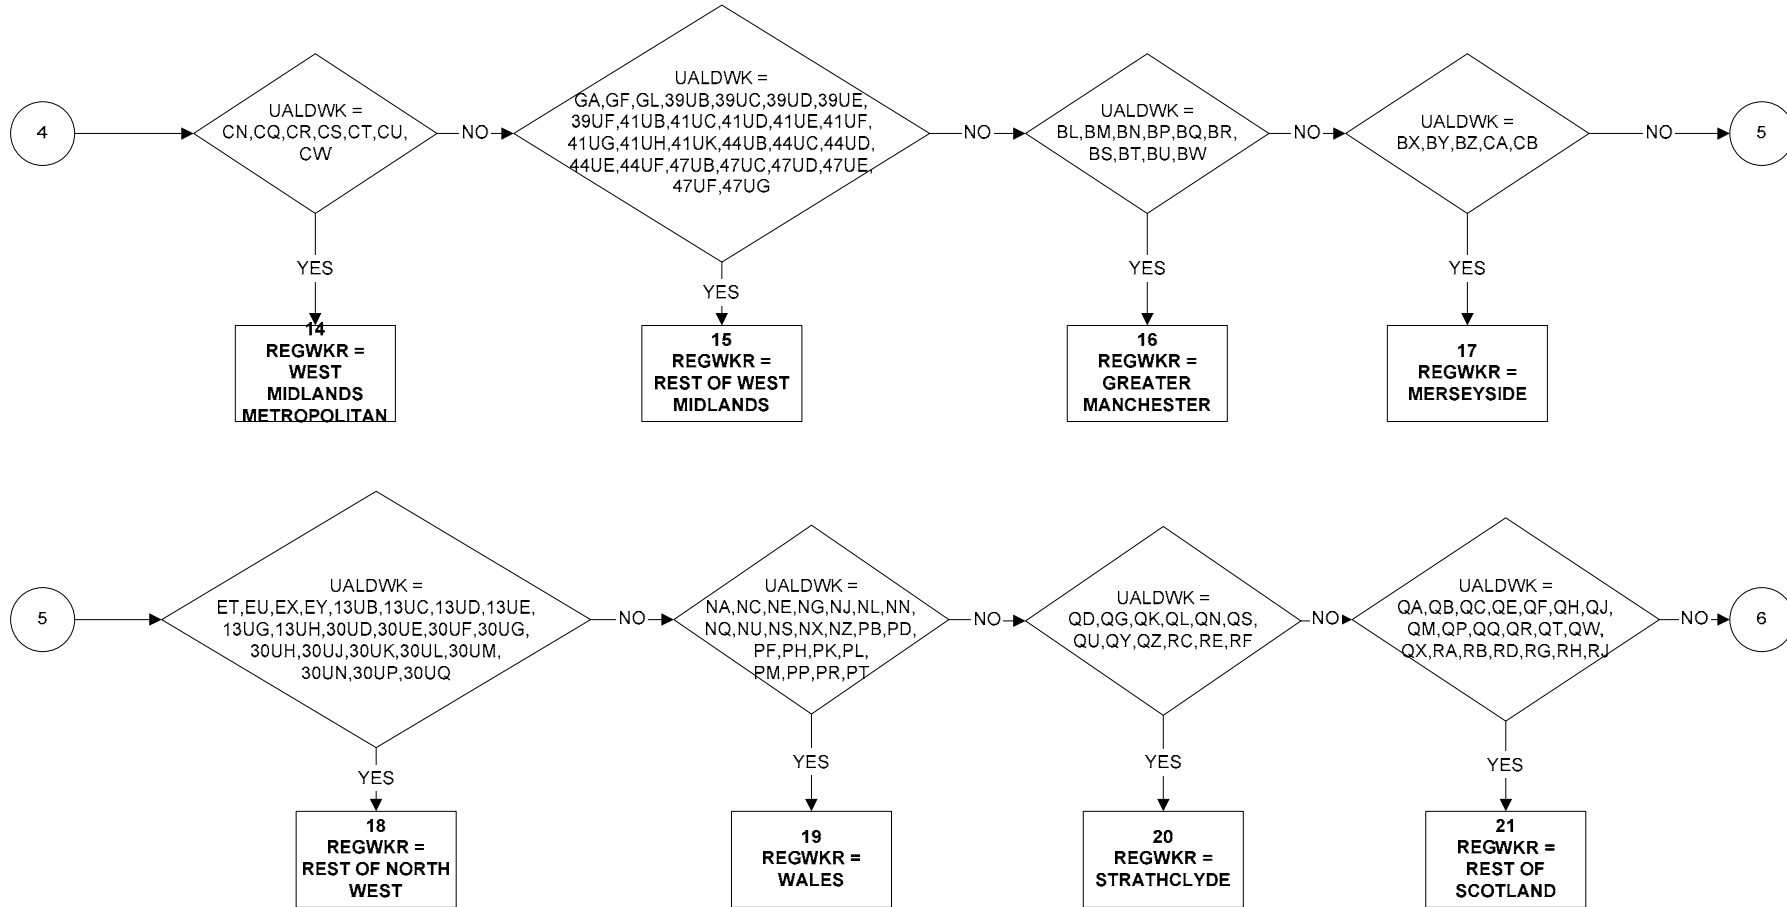 4
UALDWK =
CN,CQ,CR,CS,CT,CU,
CW
NO
UALDWK =
GA,GF,GL,39UB,39UC,39UD,39UE,
39UF,41UB,41UC,41UD,41UE,41UF,
41UG,41UH,41UK,44UB,44UC,44UD,
44UE,44UF,47UB,47UC,47UD,47UE,
47UF,47UG
NO
UALDWK =
BL,BM,BN,BP,BQ,BR,
BS,BT,BU,BW
NO
UALDWK =
BX,BY,BZ,CA,CB
NO
5
YES
YES
YES
YES
14
REGWKR =
WEST
MIDLANDS
METROPOLITAN
15
REGWKR =
REST OF WEST
MIDLANDS
16
REGWKR =
GREATER
MANCHESTER
17
REGWKR =
MERSEYSIDE
5
UALDWK =
ET,EU,EX,EY,13UB,13UC,13UD,13UE,
13UG,13UH,30UD,30UE,30UF,30UG,
30UH,30UJ,30UK,30UL,30UM,
30UN,30UP,30UQ
NO
UALDWK =
NA,NC,NE,NG,NJ,NL,NN,
NQ,NU,NS,NX,NZ,PB,PD,
PF,PH,PK,PL,
PM,PP,PR,PT
NO
UALDWK =
QD,QG,QK,QL,QN,QS,
QU,QY,QZ,RC,RE,RF
NO
UALDWK =
QA,QB,QC,QE,QF,QH,QJ,
QM,QP,QQ,QR,QT,QW,
QX,RA,RB,RD,RG,RH,RJ
NO
6
YES
YES
YES
YES
18
REGWKR =
REST OF NORTH
WEST
19
REGWKR =
WALES
20
REGWKR =
STRATHCLYDE
21
REGWKR =
REST OF
SCOTLAND